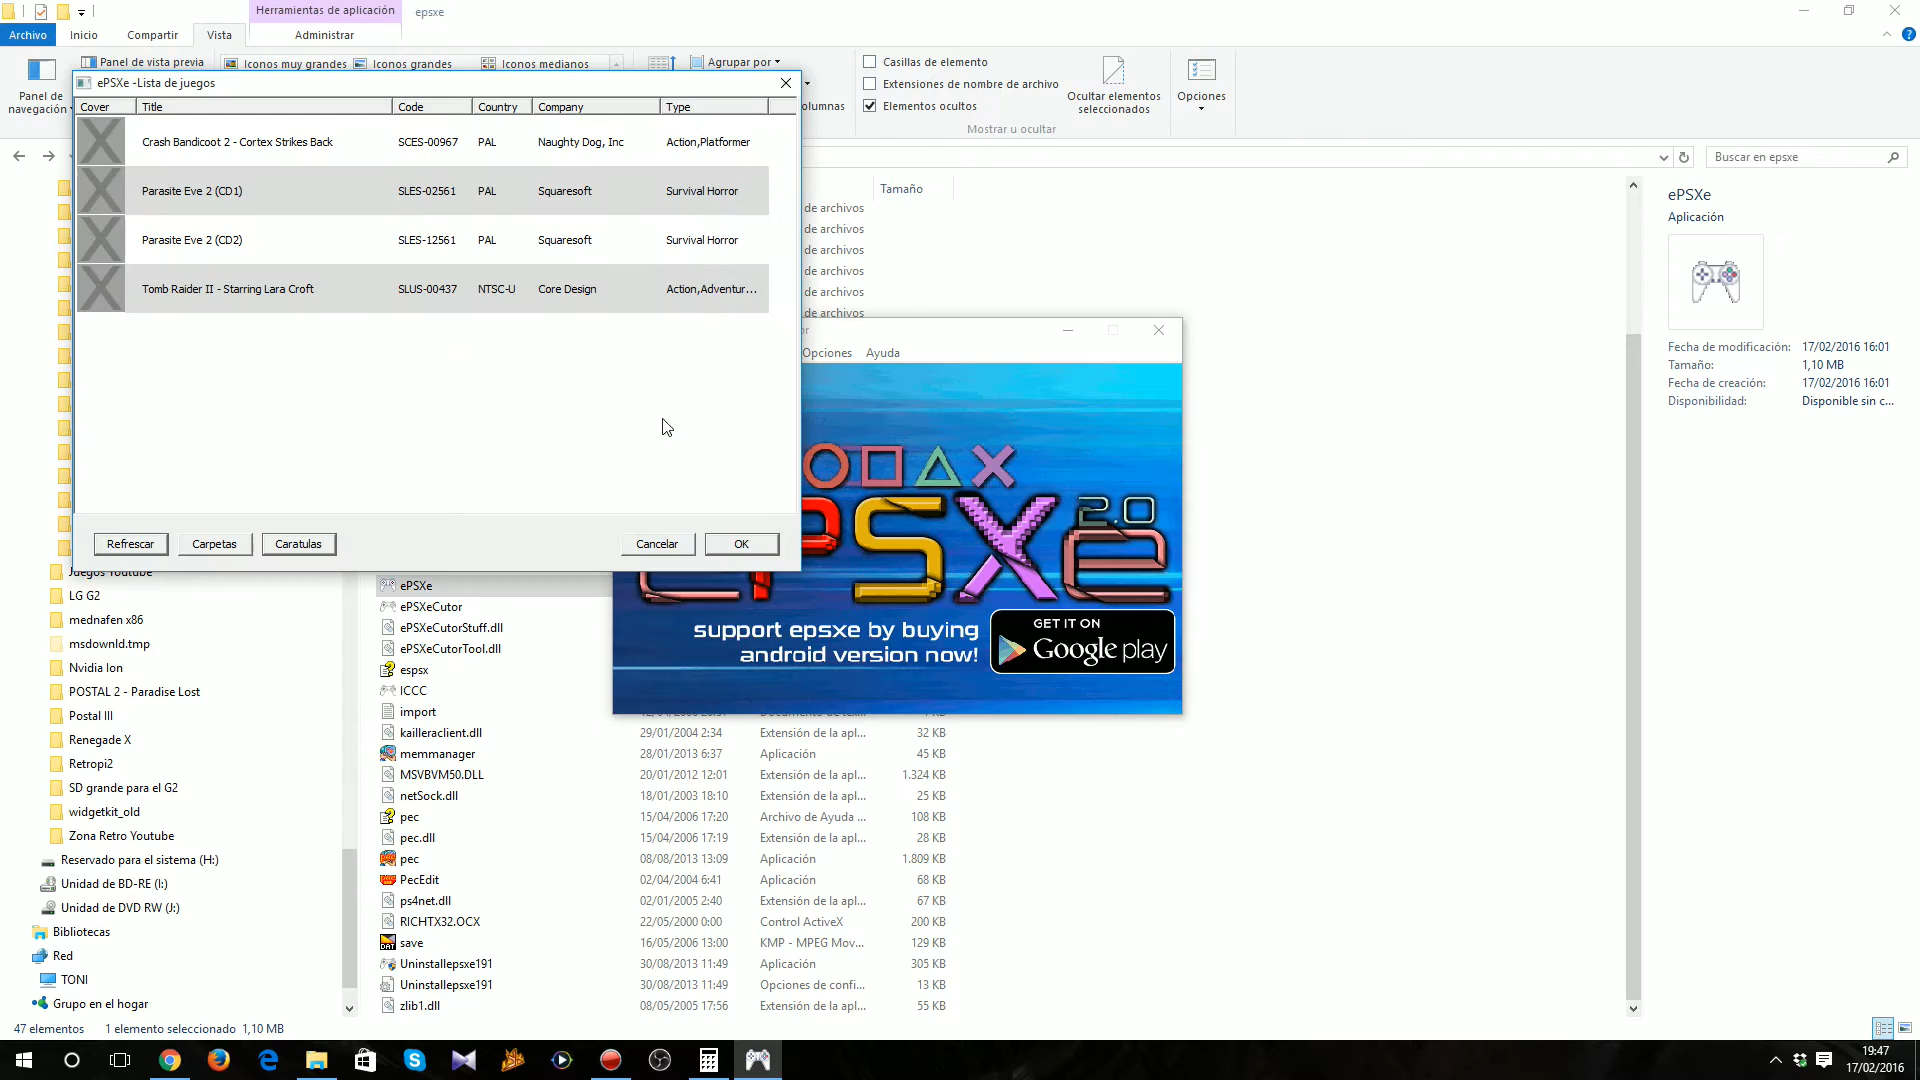 Herramientas de aplicación
epsxe
Archivo
Inicio
Compartir
Vista
Administrar
Panel de
navegación
Panel de vista previa
Iconos muy grandes
Iconos grandes
Iconos medianos
Agrupar por
Casillas de elemento
Extensiones de nombre de archivo
Elementos ocultos
Ocultar elementos
seleccionados
Opciones
Mostrar u ocultar
ePSXe -Lista de juegos
Cover Title Code Country Company Type
Crash Bandicoot 2 - Cortex Strikes Back SCES-00967 PAL Naughty Dog, Inc Action,Platformer
Parasite Eve 2 (CD1) SLES-02561 PAL Squaresoft Survival Horror
Parasite Eve 2 (CD2) SLES-12561 PAL Squaresoft Survival Horror
Tomb Raider II - Starring Lara Croft SLUS-00437 NTSC-U Core Design Action,Adventur...
Refrescar Carpetas Caratulas Cancelar OK
Buscar en epsxe
Tamaño
de archivos
de archivos
de archivos
de archivos
de archivos
de archivos
Opciones Ayuda
ePSXe
2.0
support epsxe by buying
android version now!
GET IT ON
Google play
ePSXe
Aplicación
Fecha de modificación: 17/02/2016 16:01
Tamaño: 1,10 MB
Fecha de creación: 17/02/2016 16:01
Disponibilidad: Disponible sin c...
Juegos Youtube
LG G2
mednafen x86
msdownld.tmp
Nvidia Ion
POSTAL 2 - Paradise Lost
Postal III
Renegade X
Retropi2
SD grande para el G2
widgetkit_old
Zona Retro Youtube
Reservado para el sistema (H:)
Unidad de BD-RE (I:)
Unidad de DVD RW (J:)
Bibliotecas
Red
TONI
Grupo en el hogar
ePSXe
ePSXeCutor
ePSXeCutorStuff.dll
ePSXeCutorTool.dll
espsx
ICCC
import
kailleraclient.dll 29/01/2004 2:34 Extensión de la apl... 32 KB
memmanager 28/01/2013 6:37 Aplicación 45 KB
MSVBVM50.DLL 20/01/2012 12:01 Extensión de la apl... 1.324 KB
netSock.dll 18/01/2003 18:10 Extensión de la apl... 25 KB
pec 15/04/2006 17:20 Archivo de Ayuda ... 108 KB
pec.dll 15/04/2006 17:19 Extensión de la apl... 28 KB
pec 08/08/2013 13:09 Aplicación 1.809 KB
PecEdit 02/04/2004 6:41 Aplicación 68 KB
ps4net.dll 02/01/2005 2:40 Extensión de la apl... 67 KB
RICHTX32.OCX 22/05/2000 0:00 Control ActiveX 200 KB
save 16/05/2006 13:00 KMP - MPEG Mov... 129 KB
Uninstallepsxe191 30/08/2013 11:49 Aplicación 305 KB
Uninstallepsxe191 30/08/2013 11:49 Opciones de confi... 13 KB
zlib1.dll 08/05/2005 17:56 Extensión de la apl... 55 KB
47 elementos 1 elemento seleccionado 1,10 MB
19:47
17/02/2016